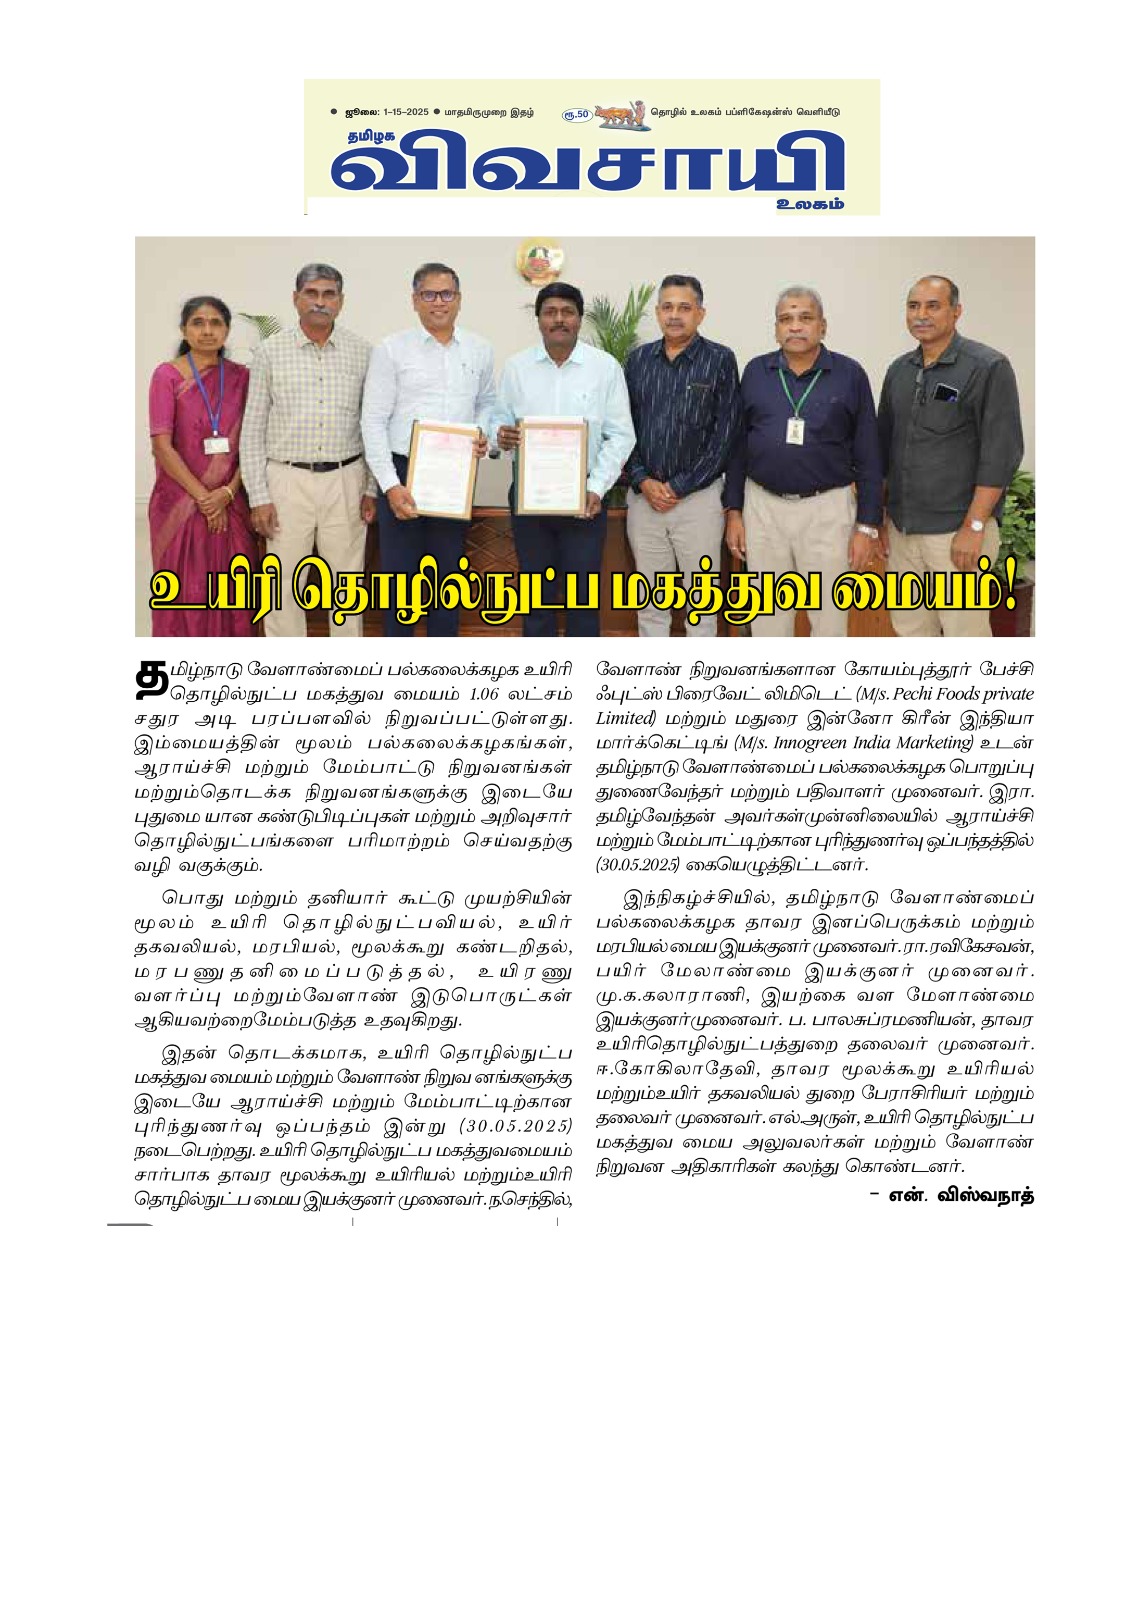 ● ஜூலை: 1-15-2025 ● மாதமிருமுறை இதழ்
ரூ.50
தொழில் உலகம் பப்ளிகேஷன்ஸ் வெளியீடு
தமிழக
விவசாயி
உலகம்
உயிரி தொழில்நுட்ப மகத்துவ மையம்!
தமிழ்நாடு வேளாண்மைப் பல்கலைக்கழக உயிரி
தொழில்நுட்ப மகத்துவ மையம் 1.06 லட்சம்
சதுர அடி பரப்பளவில் நிறுவப்பட்டுள்ளது.
இம்மையத்தின் மூலம் பல்கலைக்கழகங்கள்,
ஆராய்ச்சி மற்றும் மேம்பாட்டு நிறுவனங்கள்
மற்றும்தொடக்க நிறுவனங்களுக்கு இடையே
புதுமை யான கண்டுபிடிப்புகள் மற்றும் அறிவுசார்
தொழில்நுட்பங்களை பரிமாற்றம் செய்வதற்கு
வழி வகுக்கும்.
பொது மற்றும் தனியார் கூட்டு முயற்சியின்
மூலம் உயிரி தொழில்நுட்பவியல், உயிர்
தகவலியல், மரபியல், மூலக்கூறு கண்டறிதல்,
மரபணுதனிமைப்படுத்தல், உயிரணு
வளர்ப்பு மற்றும்வேளாண் இடுபொருட்கள்
ஆகியவற்றைமேம்படுத்த உதவுகிறது.
இதன் தொடக்கமாக, உயிரி தொழில்நுட்ப
மகத்துவ மையம் மற்றும் வேளாண் நிறுவ னங்களுக்கு
இடையே ஆராய்ச்சி மற்றும் மேம்பாட்டிற்கான
புரிந்துணர்வு ஒப்பந்தம் இன்று (30.05.2025)
நடைபெற்றது. உயிரி தொழில்நுட்ப மகத்துவமையம்
சார்பாக தாவர மூலக்கூறு உயிரியல் மற்றும்உயிரி
தொழில்நுட்ப மைய இயக்குனர் முனைவர். ந.செந்தில்,
வேளாண் நிறுவனங்களான கோயம்புத்தூர் பேச்சி
ஃபுட்ஸ் பிரைவேட் லிமிடெட் (M/s. Pechi Foods private
Limited) மற்றும் மதுரை இன்னோ கிரீன் இந்தியா
மார்க்கெட்டிங் (M/s. Innogreen India Marketing) உடன்
தமிழ்நாடு வேளாண்மைப் பல்கலைக்கழக பொறுப்பு
துணைவேந்தர் மற்றும் பதிவாளர் முனைவர். இரா.
தமிழ்வேந்தன் அவர்கள்முன்னிலையில் ஆராய்ச்சி
மற்றும் மேம்பாட்டிற்கான புரிந்துணர்வு ஒப்பந்தத்தில்
(30.05.2025) கையெழுத்திட்டனர்.
இந்நிகழ்ச்சியில், தமிழ்நாடு வேளாண்மைப்
பல்கலைக்கழக தாவர இனப்பெருக்கம் மற்றும்
மரபியல் மைய இயக்குனர் முனைவர். ரா. ரவிகேசவன்,
பயிர் மேலாண்மை இயக்குனர் முனைவர்.
மு.க.கலாராணி, இயற்கை வள மேளாண்மை
இயக்குனர்முனைவர். ப. பாலசுப்ரமணியன், தாவர
உயிரிதொழில்நுட்பத்துறை தலைவர் முனைவர்.
ஈ.கோகிலாதேவி, தாவர மூலக்கூறு உயிரியல்
மற்றும்உயிர் தகவலியல் துறை பேராசிரியர் மற்றும்
தலைவர் முனைவர். எல்.அருள், உயிரி தொழில்நுட்ப
மகத்துவ மைய அலுவலர்கள் மற்றும் வேளாண்
நிறுவன அதிகாரிகள் கலந்து கொண்டனர்.
– என். விஸ்வநாத்